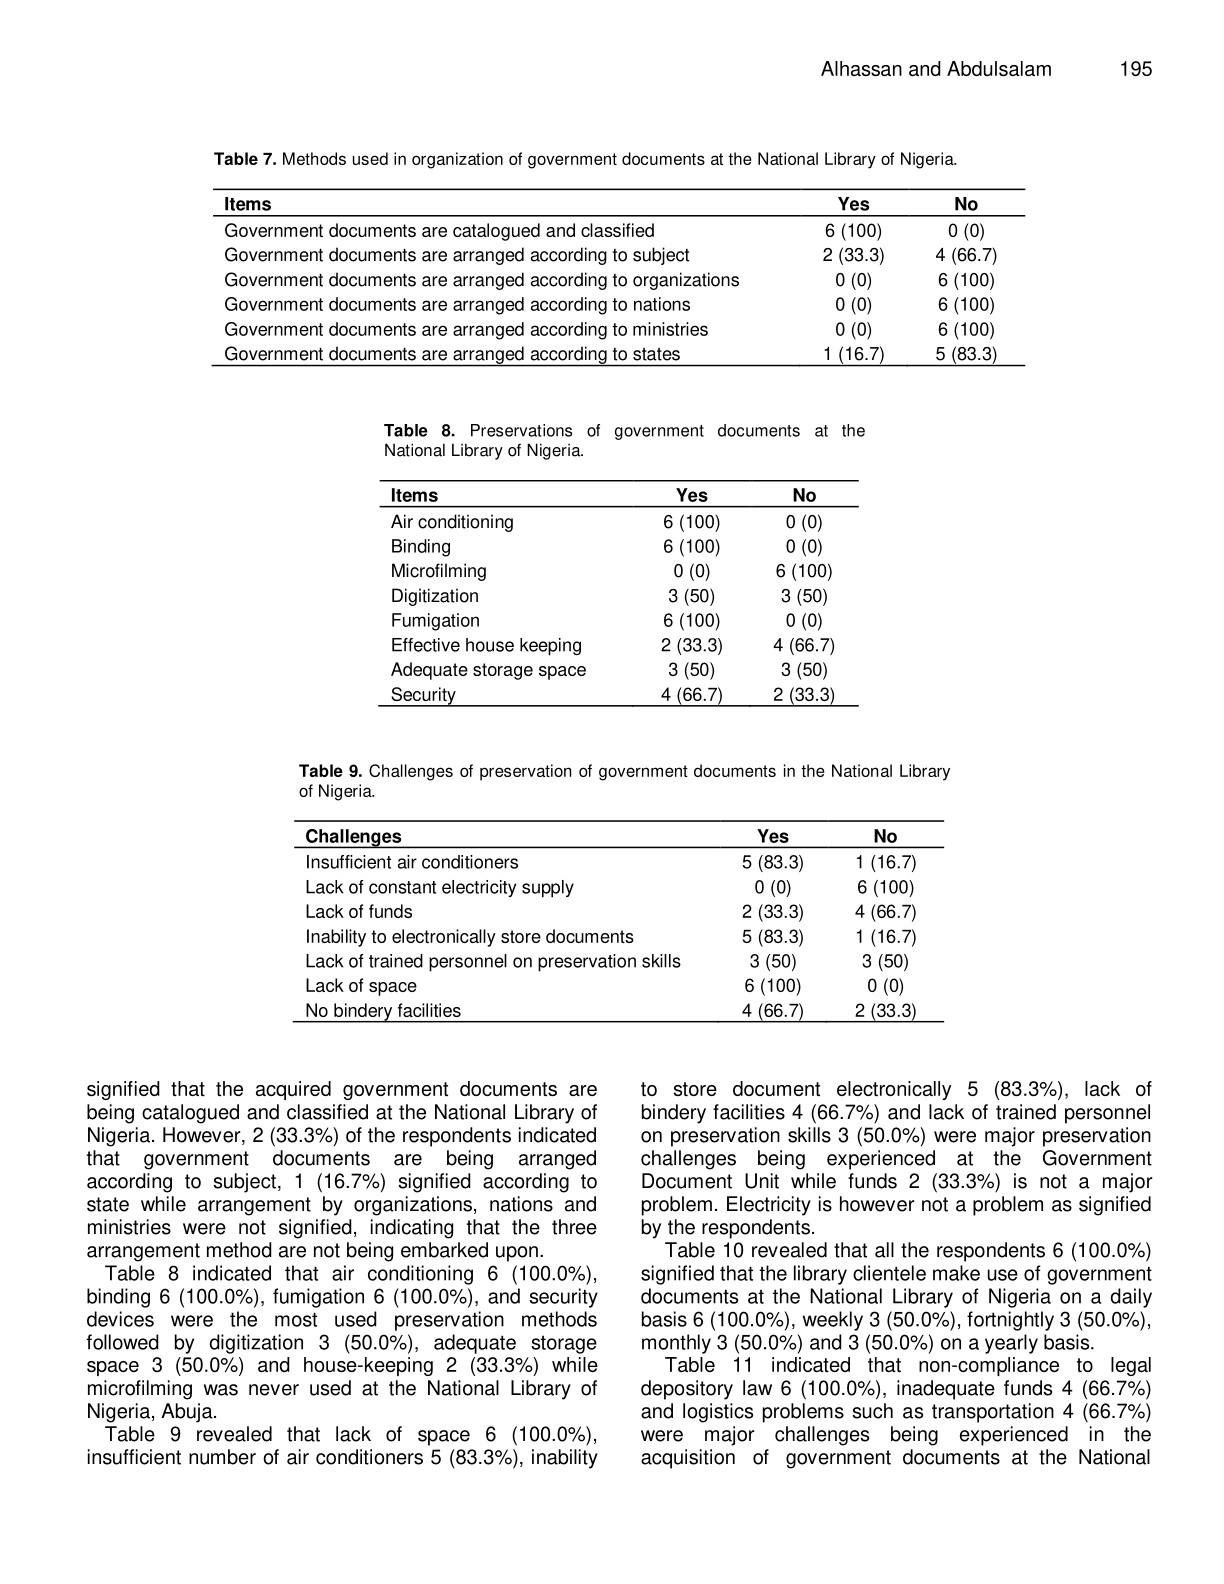 Alhassan and Abdulsalam 195
Table 7. Methods used in organization of government documents at the National Library of Nigeria.
Items Yes No
Government documents are catalogued and classified 6 (100) 0 (0)
Government documents are arranged according to subject 2 (33.3) 4 (66.7)
Government documents are arranged according to organizations 0 (0) 6 (100)
Government documents are arranged according to nations 0 (0) 6 (100)
Government documents are arranged according to ministries 0 (0) 6 (100)
Government documents are arranged according to states 1 (16.7) 5 (83.3)
Table 8. Preservations of government documents at the
National Library of Nigeria.
Items Yes No
Air conditioning 6 (100) 0 (0)
Binding 6 (100) 0 (0)
Microfilming 0 (0) 6 (100)
Digitization 3 (50) 3 (50)
Fumigation 6 (100) 0 (0)
Effective house keeping 2 (33.3) 4 (66.7)
Adequate storage space 3 (50) 3 (50)
Security 4 (66.7) 2 (33.3)
Table 9. Challenges of preservation of government documents in the National Library
of Nigeria.
Challenges Yes No
Insufficient air conditioners 5 (83.3) 1 (16.7)
Lack of constant electricity supply 0 (0) 6 (100)
Lack of funds 2 (33.3) 4 (66.7)
Inability to electronically store documents 5 (83.3) 1 (16.7)
Lack of trained personnel on preservation skills 3 (50) 3 (50)
Lack of space 6 (100) 0 (0)
No bindery facilities 4 (66.7) 2 (33.3)
signified that the acquired government documents are
being catalogued and classified at the National Library of
Nigeria. However, 2 (33.3%) of the respondents indicated
that government documents are being arranged
according to subject, 1 (16.7%) signified according to
state while arrangement by organizations, nations and
ministries were not signified, indicating that the three
arrangement method are not being embarked upon.
Table 8 indicated that air conditioning 6 (100.0%),
binding 6 (100.0%), fumigation 6 (100.0%), and security
devices were the most used preservation methods
followed by digitization 3 (50.0%), adequate storage
space 3 (50.0%) and house-keeping 2 (33.3%) while
microfilming was never used at the National Library of
Nigeria, Abuja.
Table 9 revealed that lack of space 6 (100.0%),
insufficient number of air conditioners 5 (83.3%), inability
to store document electronically 5 (83.3%), lack of
bindery facilities 4 (66.7%) and lack of trained personnel
on preservation skills 3 (50.0%) were major preservation
challenges being experienced at the Government
Document Unit while funds 2 (33.3%) is not a major
problem. Electricity is however not a problem as signified
by the respondents.
Table 10 revealed that all the respondents 6 (100.0%)
signified that the library clientele make use of government
documents at the National Library of Nigeria on a daily
basis 6 (100.0%), weekly 3 (50.0%), fortnightly 3 (50.0%),
monthly 3 (50.0%) and 3 (50.0%) on a yearly basis.
Table 11 indicated that non-compliance to legal
depository law 6 (100.0%), inadequate funds 4 (66.7%)
and logistics problems such as transportation 4 (66.7%)
were major challenges being experienced in the
acquisition of government documents at the National